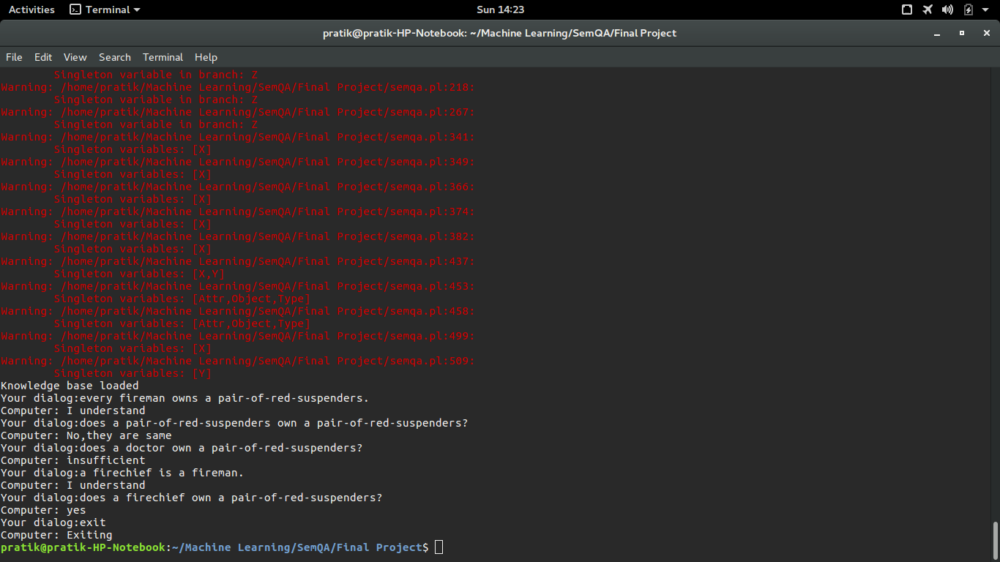 Activities Terminal Sun 14:23
pratik@pratik-HP-Notebook: ~/Machine Learning/SemQA/Final Project
File Edit View Search Terminal Help
Singleton variable in branch: Z
Warning: /home/pratik/Machine Learning/SemQA/Final Project/semqa.pl:218:
Singleton variable in branch: Z
Warning: /home/pratik/Machine Learning/SemQA/Final Project/semqa.pl:267:
Singleton variable in branch: Z
Warning: /home/pratik/Machine Learning/SemQA/Final Project/semqa.pl:341:
Singleton variables: [X]
Warning: /home/pratik/Machine Learning/SemQA/Final Project/semqa.pl:349:
Singleton variables: [X]
Warning: /home/pratik/Machine Learning/SemQA/Final Project/semqa.pl:366:
Singleton variables: [X]
Warning: /home/pratik/Machine Learning/SemQA/Final Project/semqa.pl:374:
Singleton variables: [X]
Warning: /home/pratik/Machine Learning/SemQA/Final Project/semqa.pl:382:
Singleton variables: [X]
Warning: /home/pratik/Machine Learning/SemQA/Final Project/semqa.pl:437:
Singleton variables: [X,Y]
Warning: /home/pratik/Machine Learning/SemQA/Final Project/semqa.pl:453:
Singleton variables: [Attr,Object,Type]
Warning: /home/pratik/Machine Learning/SemQA/Final Project/semqa.pl:458:
Singleton variables: [Attr,Object,Type]
Warning: /home/pratik/Machine Learning/SemQA/Final Project/semqa.pl:499:
Singleton variables: [X]
Warning: /home/pratik/Machine Learning/SemQA/Final Project/semqa.pl:509:
Singleton variables: [Y]
Knowledge base loaded
Your dialog:every fireman owns a pair-of-red-suspenders.
Computer: I understand
Your dialog:does a pair-of-red-suspenders own a pair-of-red-suspenders?
Computer: No,they are same
Your dialog:does a doctor own a pair-of-red-suspenders?
Computer: insufficient
Your dialog:a firechief is a fireman.
Computer: I understand
Your dialog:does a firechief own a pair-of-red-suspenders?
Computer: yes
Your dialog:exit
Computer: Exiting
pratik@pratik-HP-Notebook:~/Machine Learning/SemQA/Final Project$